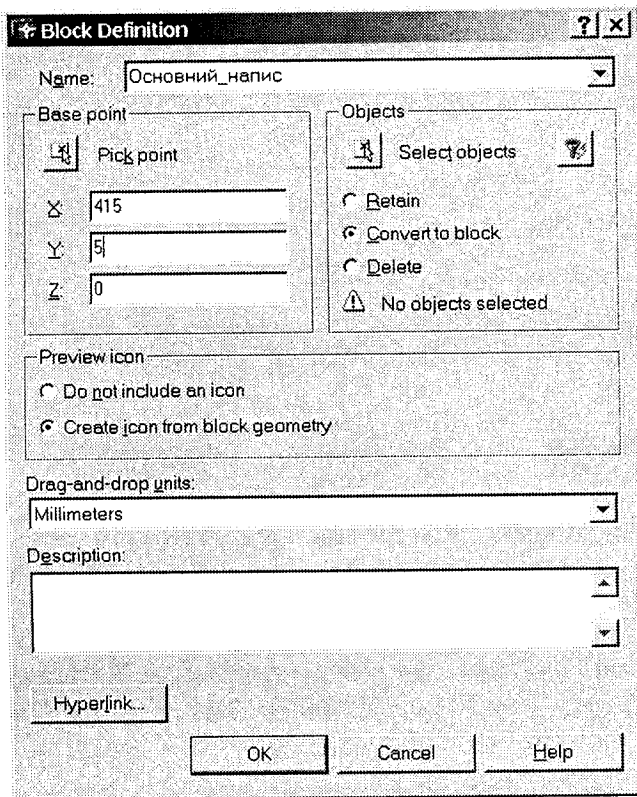 Block Definition ? ×
Name: Основний_напис
Base point
Pick point
X: 415
Y: 5
Z: 0
Objects
Select objects
Retain
Convert to block
Delete
No objects selected
Preview icon
Do not include an icon
Create icon from block geometry
Drag-and-drop units:
Millimeters
Description:
Hyperlink...
OK Cancel Help